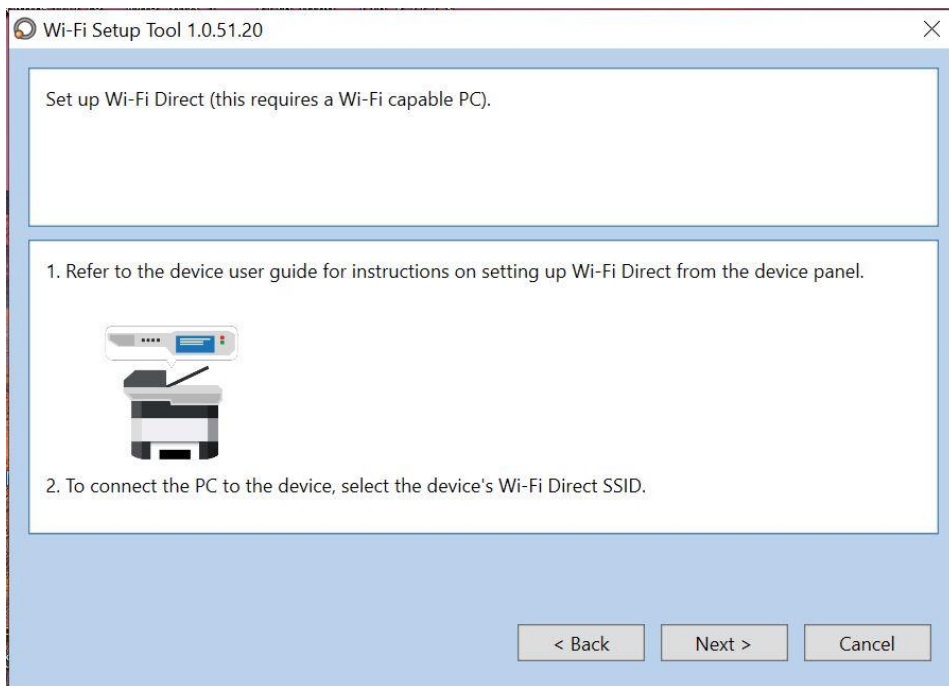 Wi-Fi Setup Tool 1.0.51.20
Set up Wi-Fi Direct (this requires a Wi-Fi capable PC).
1. Refer to the device user guide for instructions on setting up Wi-Fi Direct from the device panel.
2. To connect the PC to the device, select the device's Wi-Fi Direct SSID.
< Back Next > Cancel